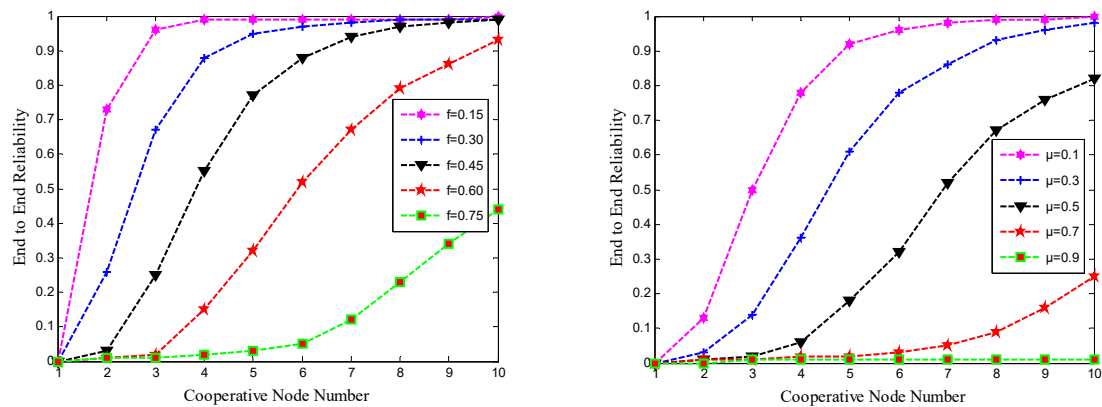 1
0.9
0.8
0.7
0.6
0.5
0.4
0.3
0.2
0.1
0
1 2 3 4 5 6 7 8 9 10
End to End Reliability
Cooperative Node Number
f=0.15
f=0.30
f=0.45
f=0.60
f=0.75
1
0.9
0.8
0.7
0.6
0.5
0.4
0.3
0.2
0.1
0
1 2 3 4 5 6 7 8 9 10
End to End Reliability
Cooperative Node Number
μ=0.1
μ=0.3
μ=0.5
μ=0.7
μ=0.9